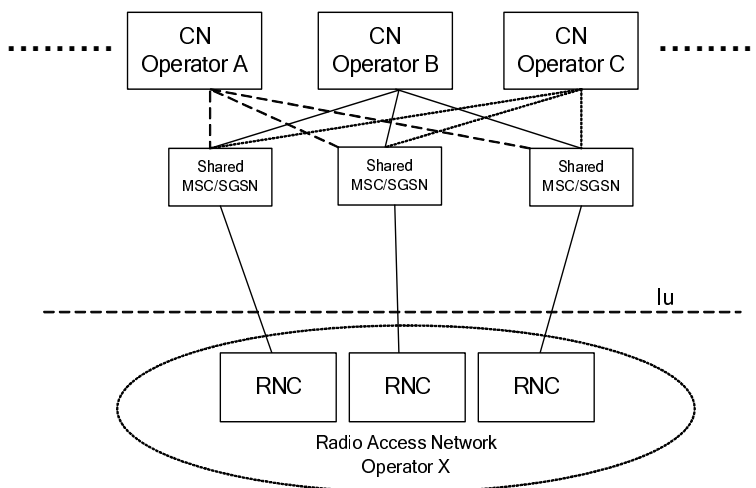 CN
Operator A
CN
Operator B
CN
Operator C
Shared
MSC/SGSN
Shared
MSC/SGSN
Shared
MSC/SGSN
Iu
RNC
RNC
RNC
Radio Access Network
Operator X